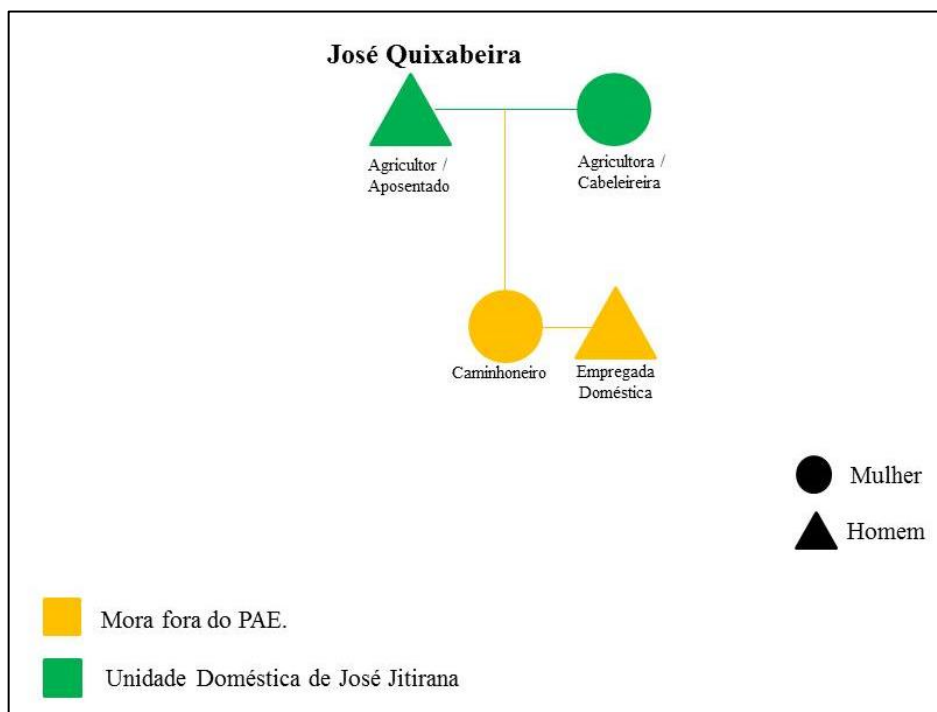 José Quixabeira
Agricultor /
Aposentado
Agricultora /
Cabeleireira
Caminhoneiro
Empregada
Doméstica
Mulher
Homem
Mora fora do PAE.
Unidade Doméstica de José Jitirana